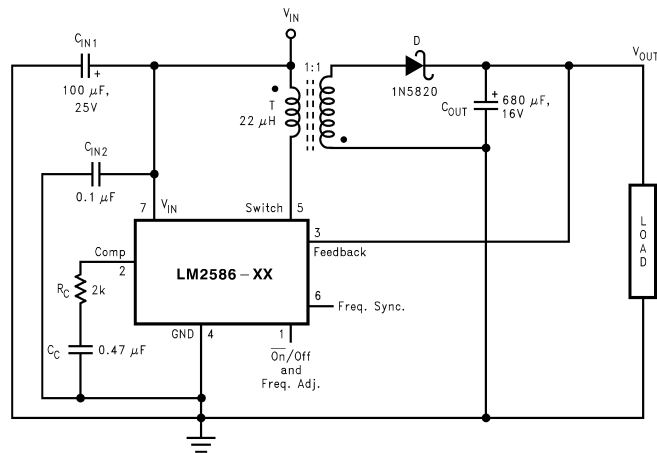 V_IN
C_IN1
+
100 µF,
25V
1:1
D
1N5820
V_OUT
T
22 µH
C_OUT
+
680 µF,
16V
C_IN2
0.1 µF
7
V_IN
Switch
5
Comp
2
LM2586-XX
3
Feedback
R_C
2k
6
Freq. Sync.
C_C
0.47 µF
GND
4
1
O̅n̅/Off
and
Freq. Adj.
LOAD